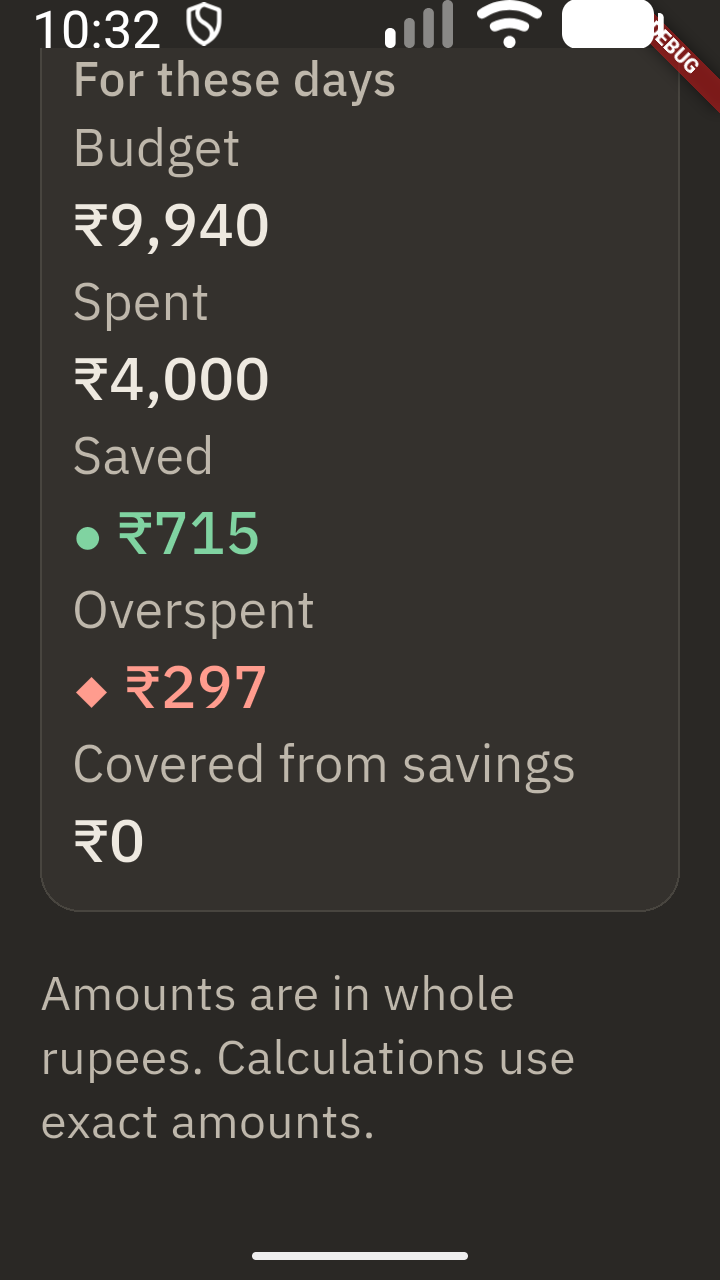 10:32
DEBUG
For these days
Budget
₹9,940
Spent
₹4,000
Saved
₹715
Overspent
₹297
Covered from savings
₹0
Amounts are in whole
rupees. Calculations use
exact amounts.